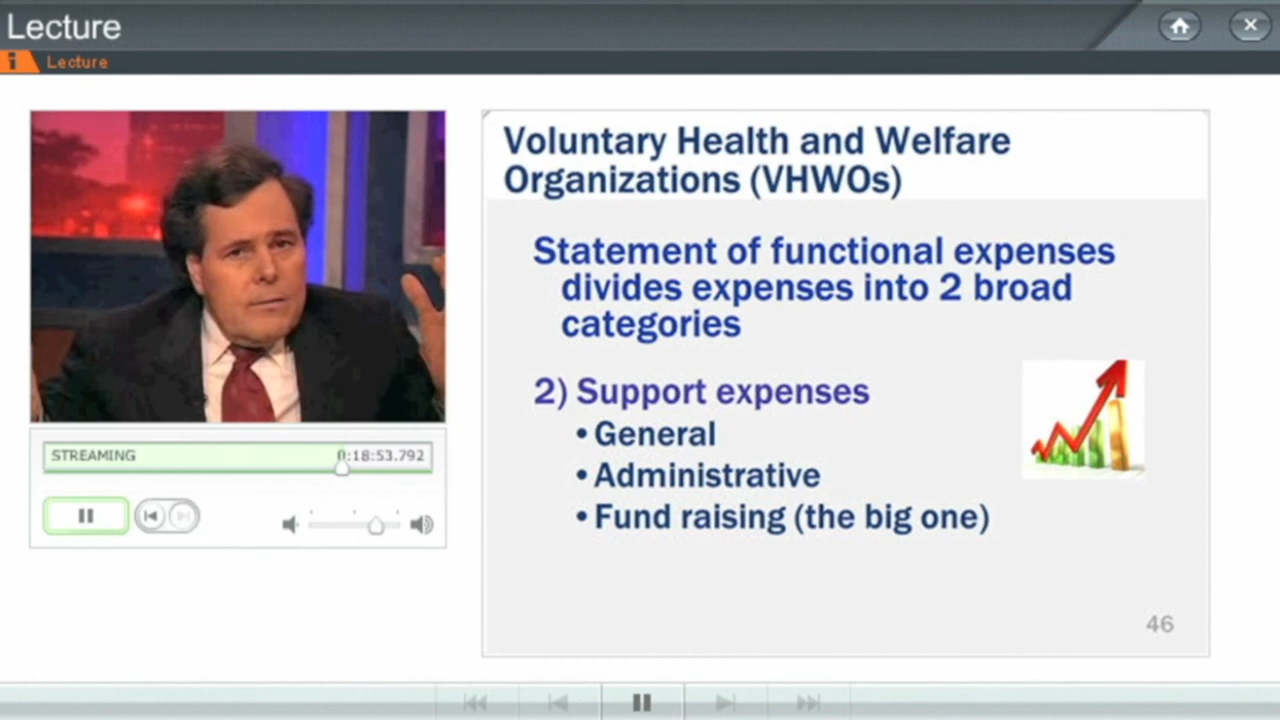 Lecture
i Lecture
Voluntary Health and Welfare
Organizations (VHWOs)
Statement of functional expenses
divides expenses into 2 broad
categories
2) Support expenses
• General
• Administrative
• Fund raising (the big one)
STREAMING 0:18:53.792
46